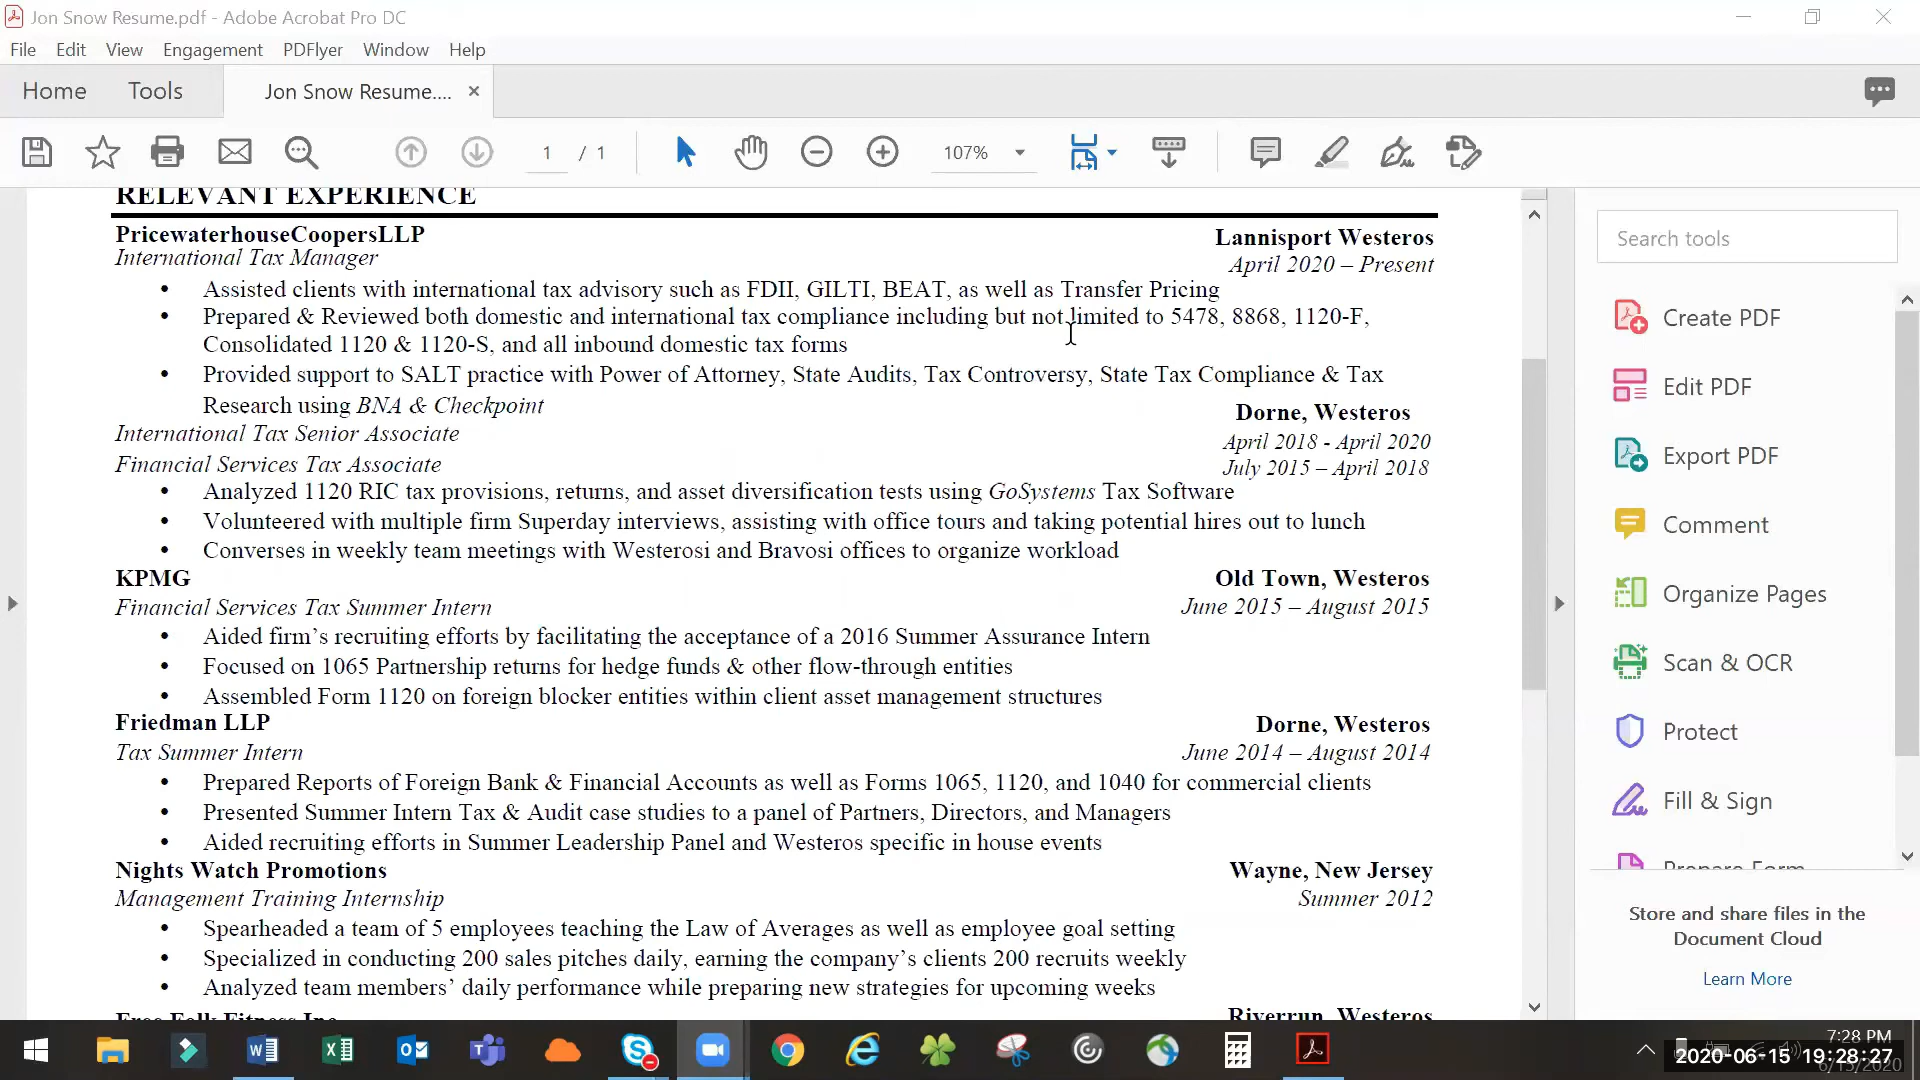 Jon Snow Resume.pdf - Adobe Acrobat Pro DC
File Edit View Engagement PDFlyer Window Help
Home Tools Jon Snow Resume.... ×
1 / 1 107%
RELEVANT EXPERIENCE
PricewaterhouseCoopersLLP Lannisport Westeros
International Tax Manager April 2020 – Present
• Assisted clients with international tax advisory such as FDII, GILTI, BEAT, as well as Transfer Pricing
• Prepared & Reviewed both domestic and international tax compliance including but not limited to 5478, 8868, 1120-F,
Consolidated 1120 & 1120-S, and all inbound domestic tax forms
• Provided support to SALT practice with Power of Attorney, State Audits, Tax Controversy, State Tax Compliance & Tax
Research using BNA & Checkpoint
Dorne, Westeros
International Tax Senior Associate April 2018 - April 2020
Financial Services Tax Associate July 2015 – April 2018
• Analyzed 1120 RIC tax provisions, returns, and asset diversification tests using GoSystems Tax Software
• Volunteered with multiple firm Superday interviews, assisting with office tours and taking potential hires out to lunch
• Converses in weekly team meetings with Westerosi and Bravosi offices to organize workload
KPMG Old Town, Westeros
Financial Services Tax Summer Intern June 2015 – August 2015
• Aided firm's recruiting efforts by facilitating the acceptance of a 2016 Summer Assurance Intern
• Focused on 1065 Partnership returns for hedge funds & other flow-through entities
• Assembled Form 1120 on foreign blocker entities within client asset management structures
Friedman LLP Dorne, Westeros
Tax Summer Intern June 2014 – August 2014
• Prepared Reports of Foreign Bank & Financial Accounts as well as Forms 1065, 1120, and 1040 for commercial clients
• Presented Summer Intern Tax & Audit case studies to a panel of Partners, Directors, and Managers
• Aided recruiting efforts in Summer Leadership Panel and Westeros specific in house events
Nights Watch Promotions Wayne, New Jersey
Management Training Internship Summer 2012
• Spearheaded a team of 5 employees teaching the Law of Averages as well as employee goal setting
• Specialized in conducting 200 sales pitches daily, earning the company's clients 200 recruits weekly
• Analyzed team members' daily performance while preparing new strategies for upcoming weeks
Free Folk Fitness Inc Riverrun, Westeros
Search tools
Create PDF
Edit PDF
Export PDF
Comment
Organize Pages
Scan & OCR
Protect
Fill & Sign
Prepare Form
Store and share files in the
Document Cloud
Learn More
7:28 PM
2020-06-15 19:28:27
6/15/2020